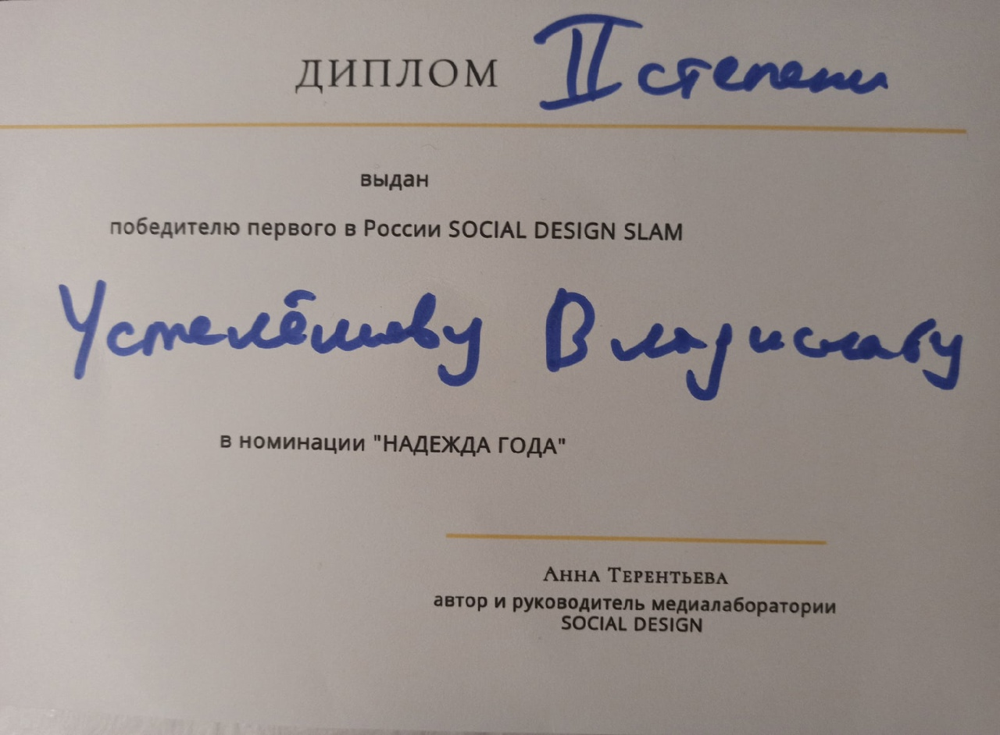 ДИПЛОМ II степени
выдан
победителю первого в России SOCIAL DESIGN SLAM
Владиславу
в номинации "НАДЕЖДА ГОДА"
Анна Терентьева
автор и руководитель медиалаборатории
SOCIAL DESIGN